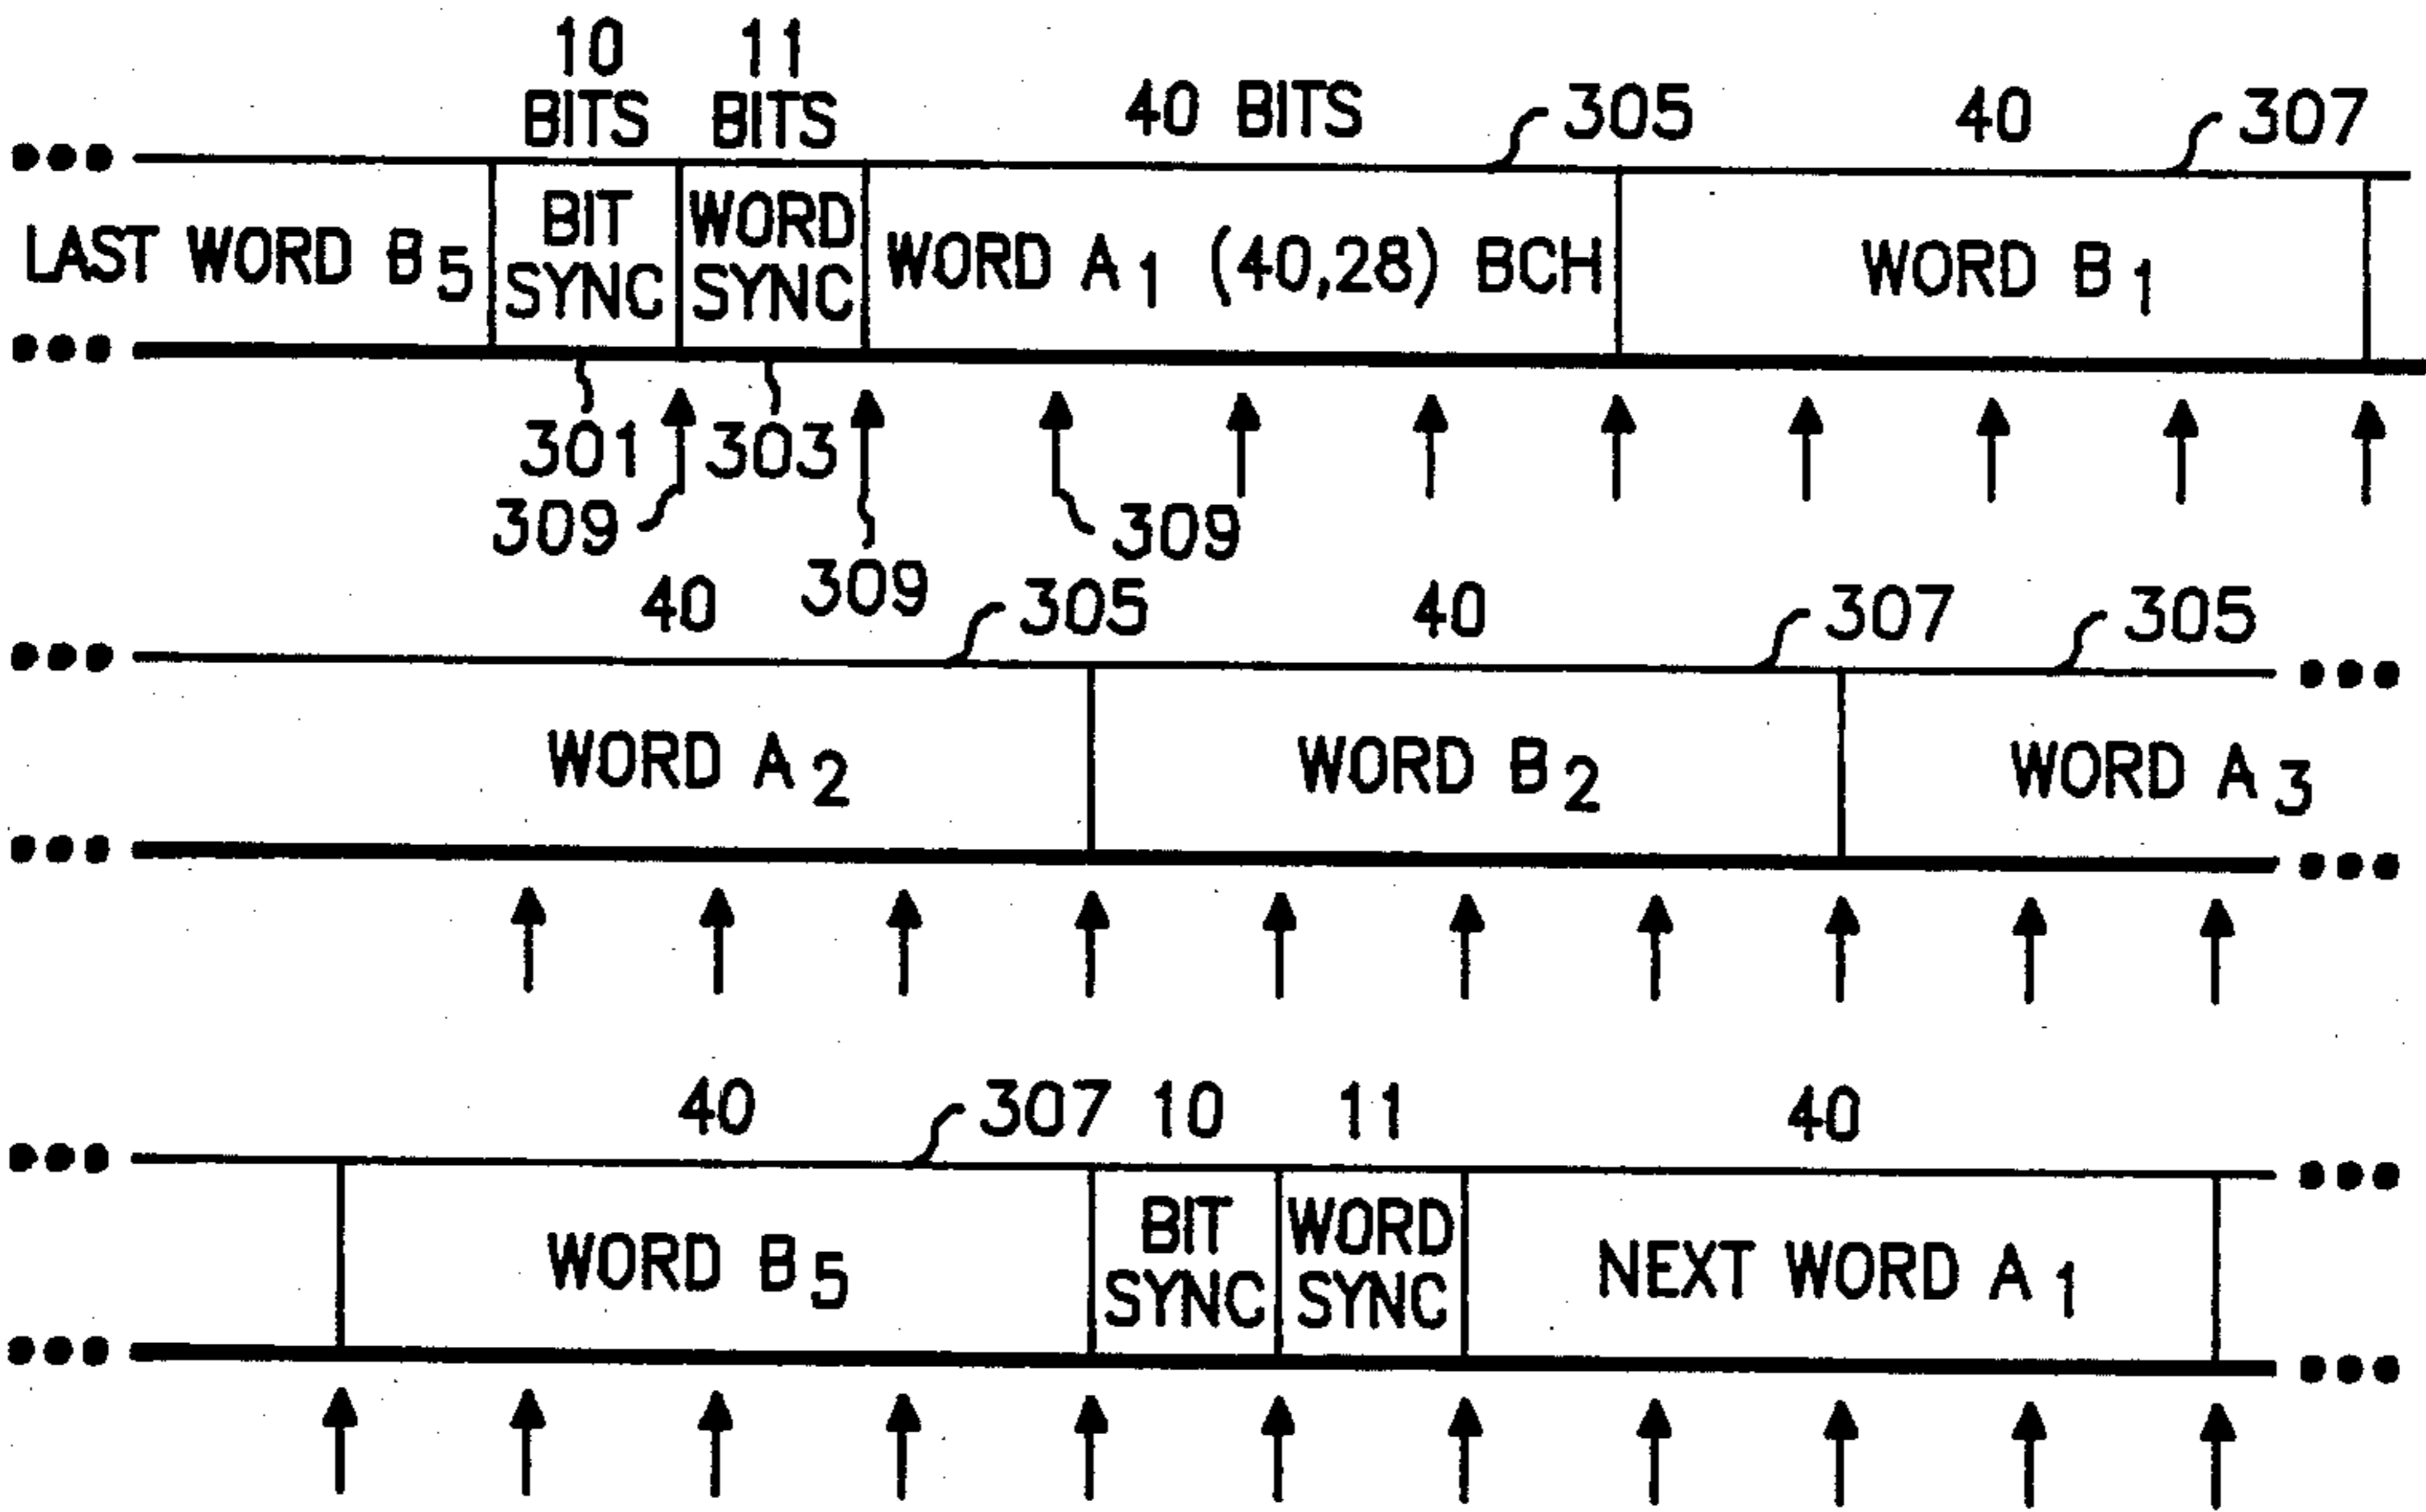 10 BITS 11 BITS 40 BITS 305 40 307
LAST WORD B5 BIT SYNC WORD SYNC WORD A1 (40,28) BCH WORD B1
301 303
309 309 309
40 305 40 307 305
WORD A2 WORD B2 WORD A3
40 307 10 11 40
WORD B5 BIT SYNC WORD SYNC NEXT WORD A1